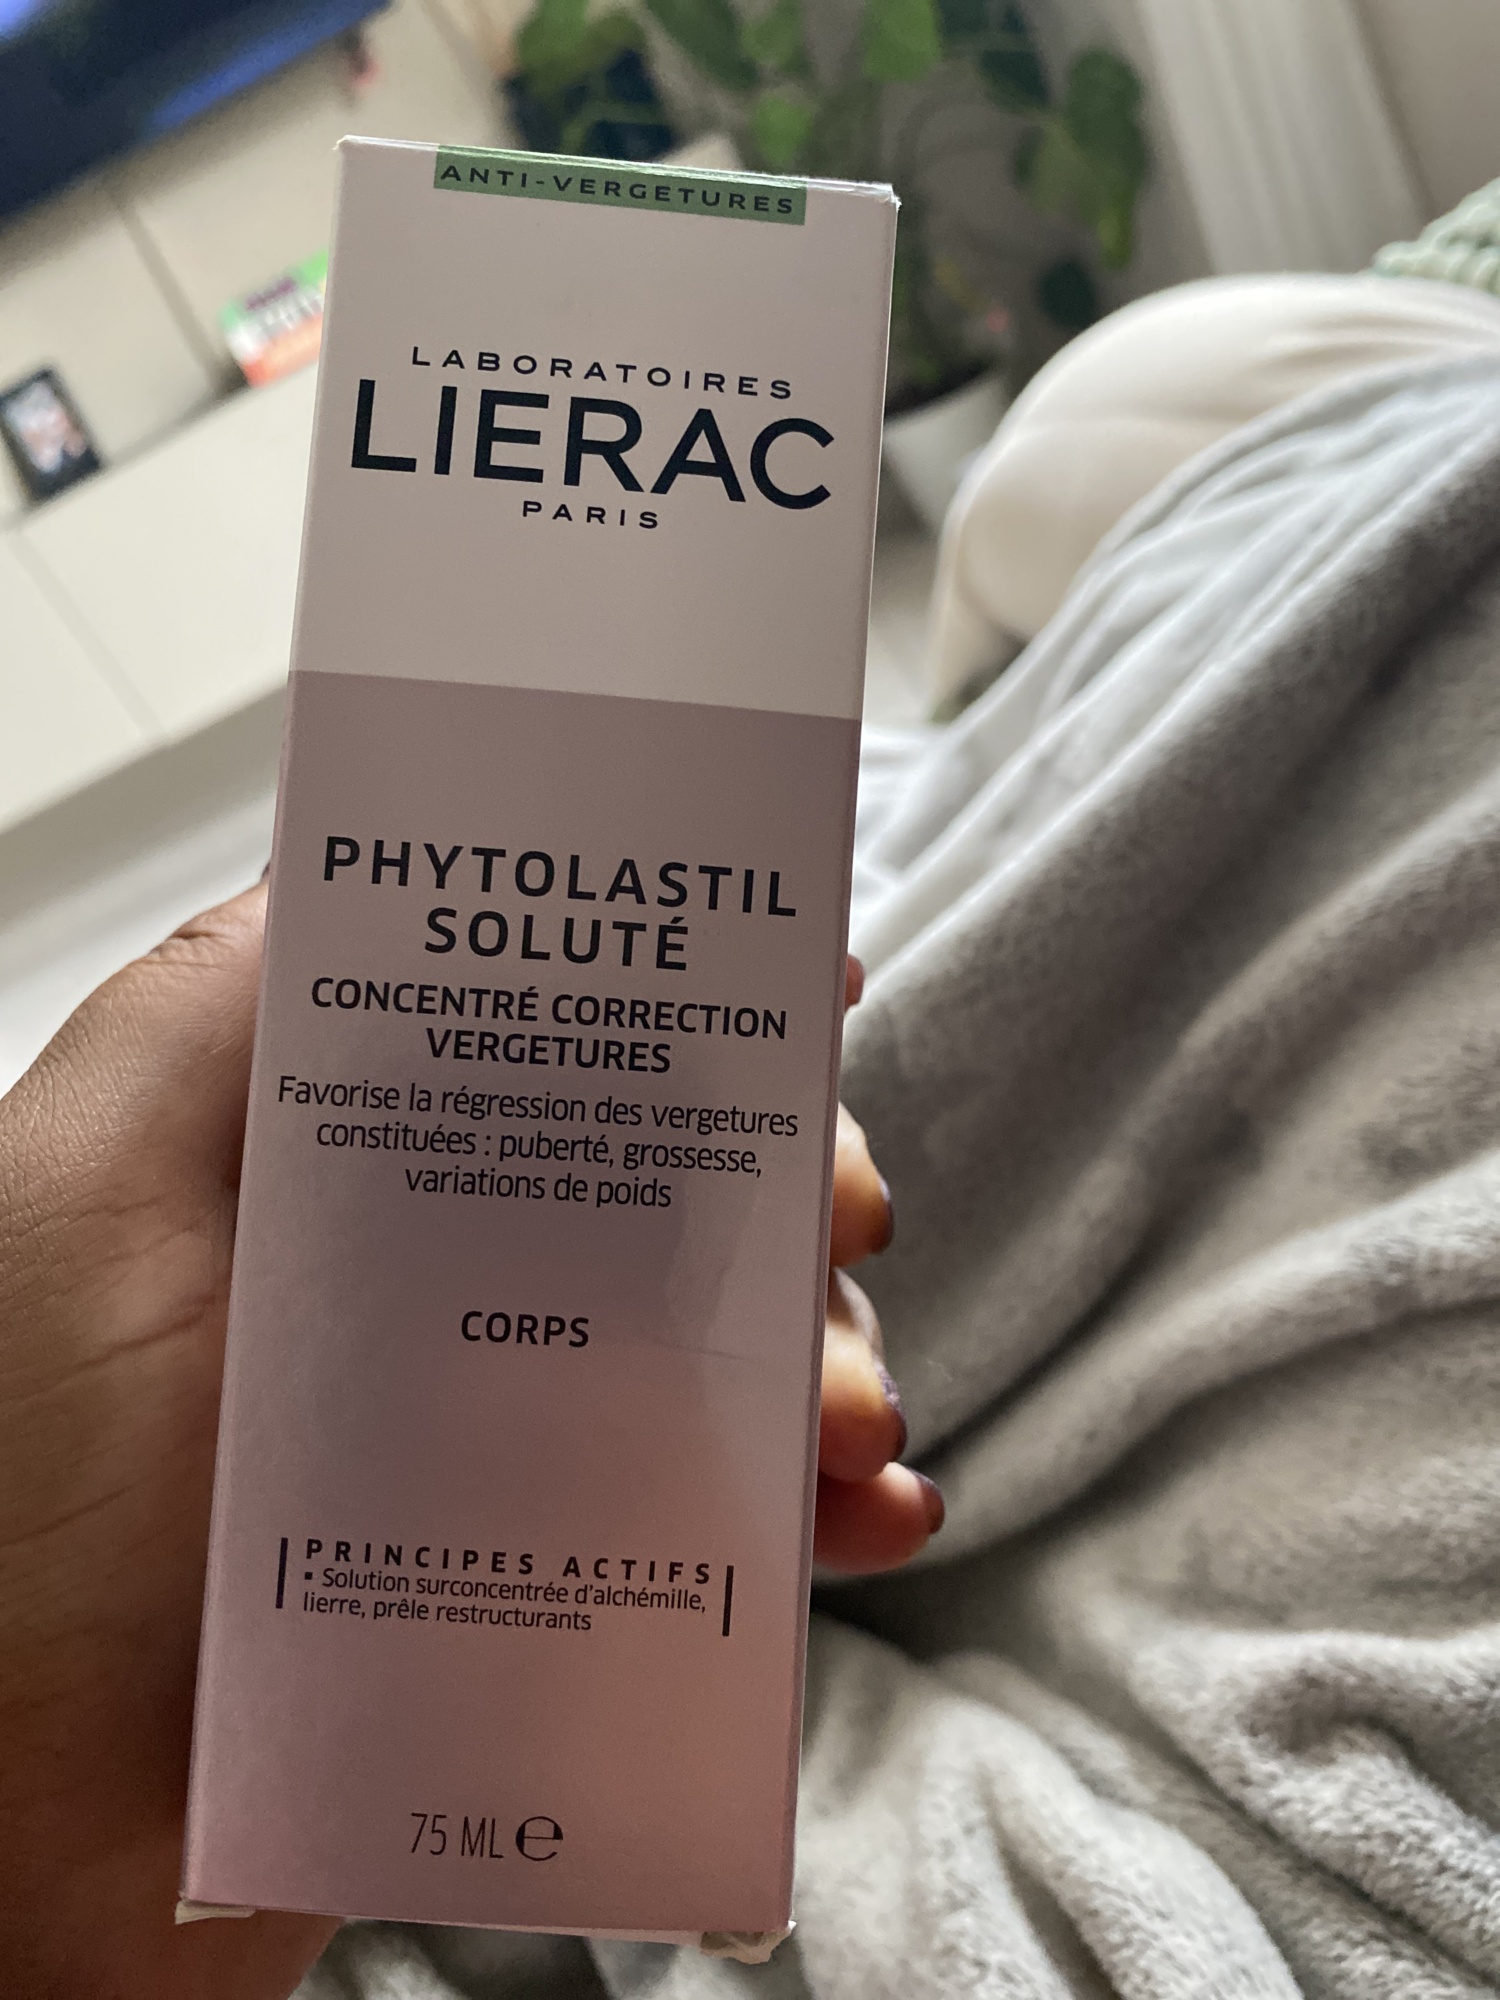 ANTI-VERGETURES
LABORATOIRES
LIERAC
PARIS
PHYTOLASTIL
SOLUTÉ
CONCENTRÉ CORRECTION
VERGETURES
Favorise la régression des vergetures
constituées : puberté, grossesse,
variations de poids
CORPS
PRINCIPES ACTIFS
▪ Solution surconcentrée d'alchémille,
lierre, prêle restructurants
75 ML ℮